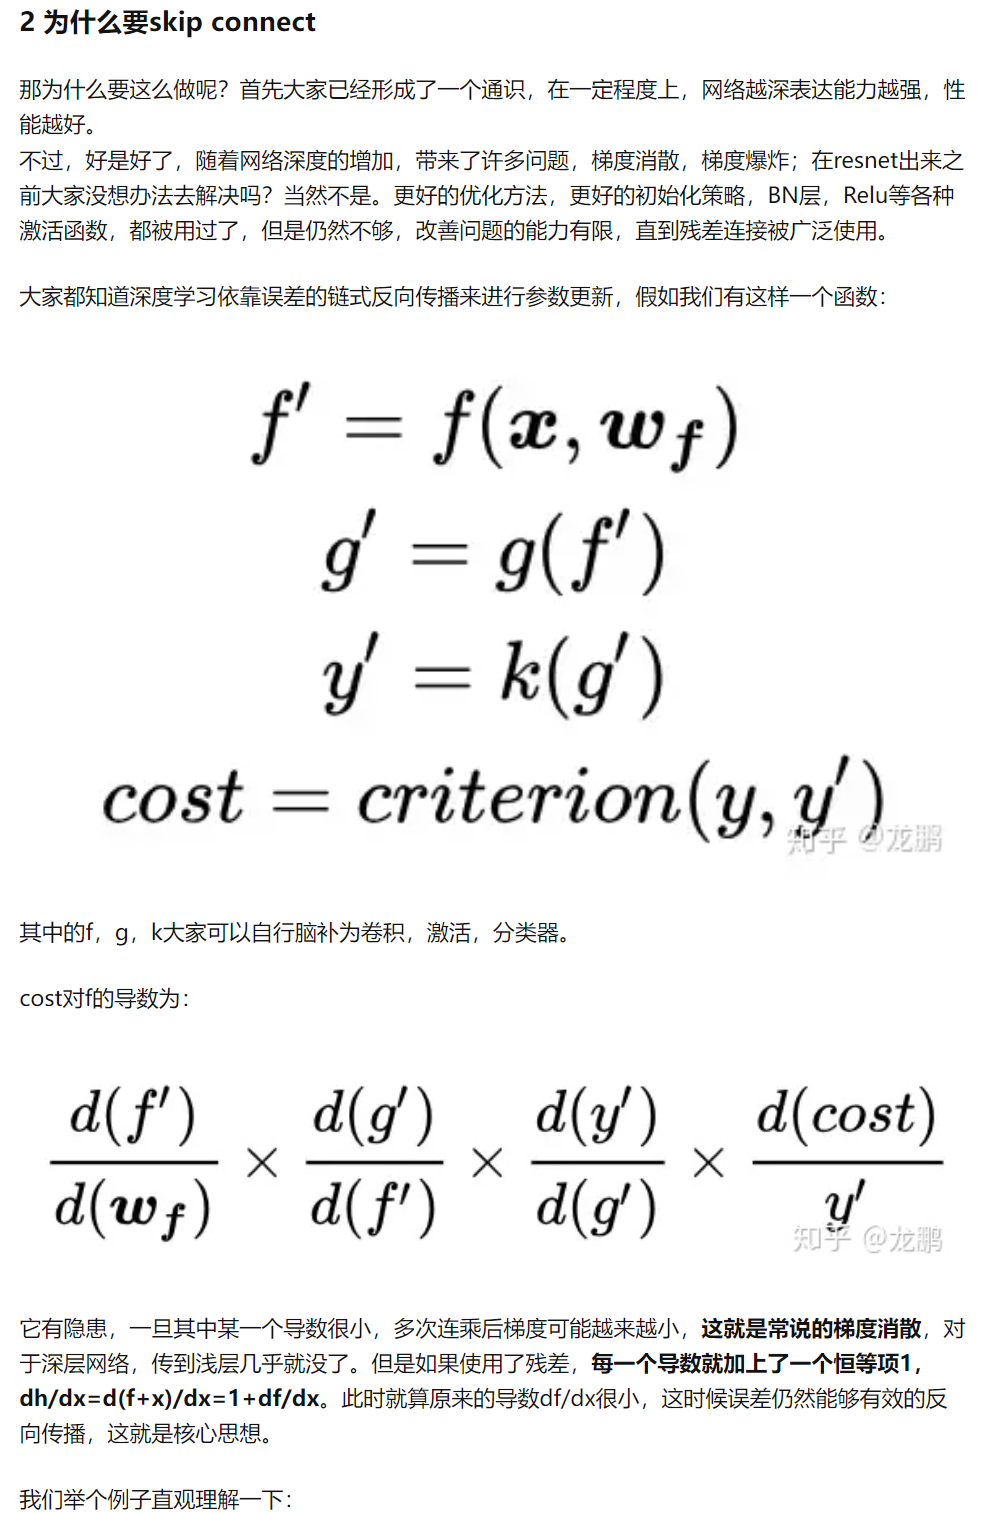 2 为什么要skip connect
那为什么要这么做呢？首先大家已经形成了一个通识，在一定程度上，网络越深表达能力越强，性
能越好。
不过，好是好了，随着网络深度的增加，带来了许多问题，梯度消散，梯度爆炸；在resnet出来之
前大家没想办法去解决吗？当然不是。更好的优化方法，更好的初始化策略，BN层，Relu等各种
激活函数，都被用过了，但是仍然不够，改善问题的能力有限，直到残差连接被广泛使用。
大家都知道深度学习依靠误差的链式反向传播来进行参数更新，假如我们有这样一个函数：
f′ = f(x, w_f)
g′ = g(f′)
y′ = k(g′)
cost = criterion(y, y′)
知乎 @龙鹏
其中的f，g，k大家可以自行脑补为卷积，激活，分类器。
cost对f的导数为：
d(f′)/d(w_f) × d(g′)/d(f′) × d(y′)/d(g′) × d(cost)/y′
知乎 @龙鹏
它有隐患，一旦其中某一个导数很小，多次连乘后梯度可能越来越小，这就是常说的梯度消散，对
于深层网络，传到浅层几乎就没了。但是如果使用了残差，每一个导数就加上了一个恒等项1，
dh/dx=d(f+x)/dx=1+df/dx。此时就算原来的导数df/dx很小，这时候误差仍然能够有效的反
向传播，这就是核心思想。
我们举个例子直观理解一下：